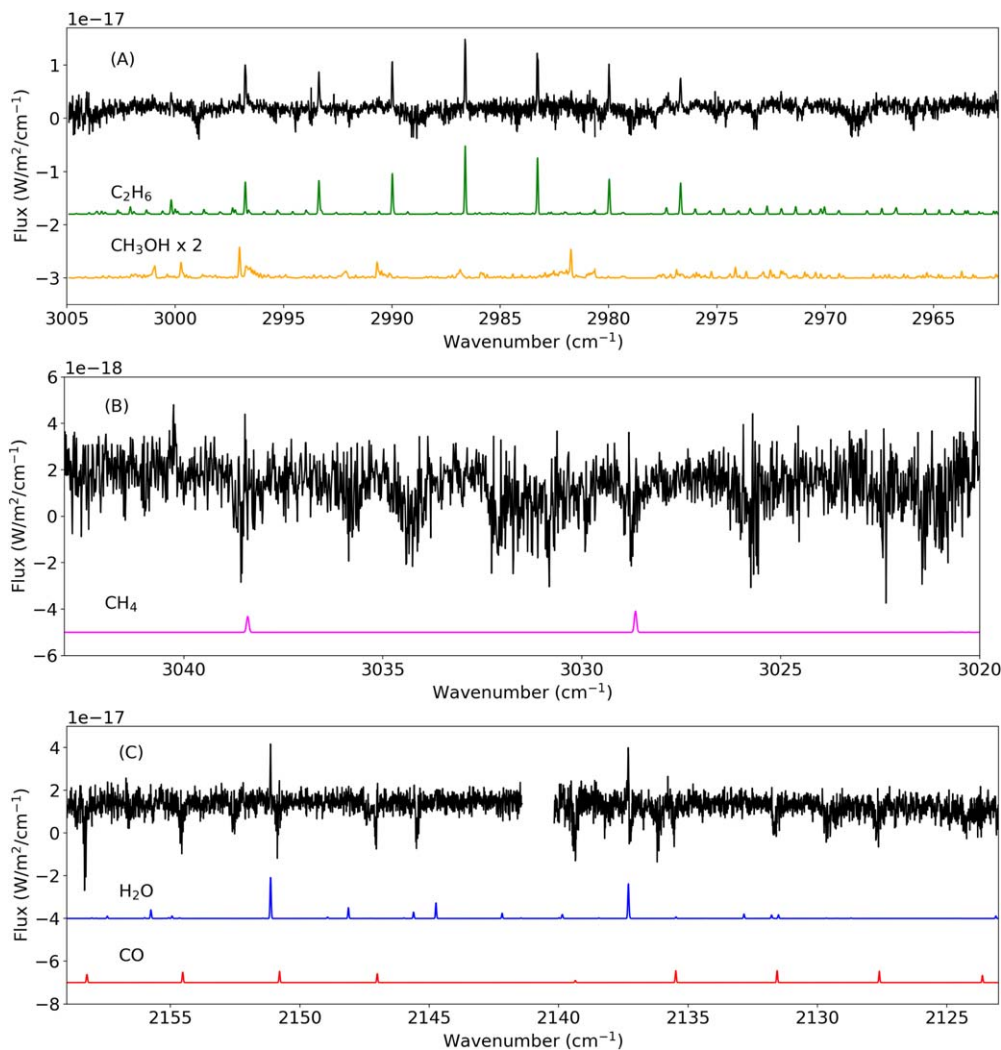 1e−17
(A)
1
0
−1
−2
−3
Flux (W/m²/cm⁻¹)
C₂H₆
CH₃OH x 2
3005 3000 2995 2990 2985 2980 2975 2970 2965
Wavenumber (cm⁻¹)
1e−18
(B)
6
4
2
0
−2
−4
−6
Flux (W/m²/cm⁻¹)
CH₄
3040 3035 3030 3025 3020
Wavenumber (cm⁻¹)
1e−17
(C)
4
2
0
−2
−4
−6
−8
Flux (W/m²/cm⁻¹)
H₂O
CO
2155 2150 2145 2140 2135 2130 2125
Wavenumber (cm⁻¹)